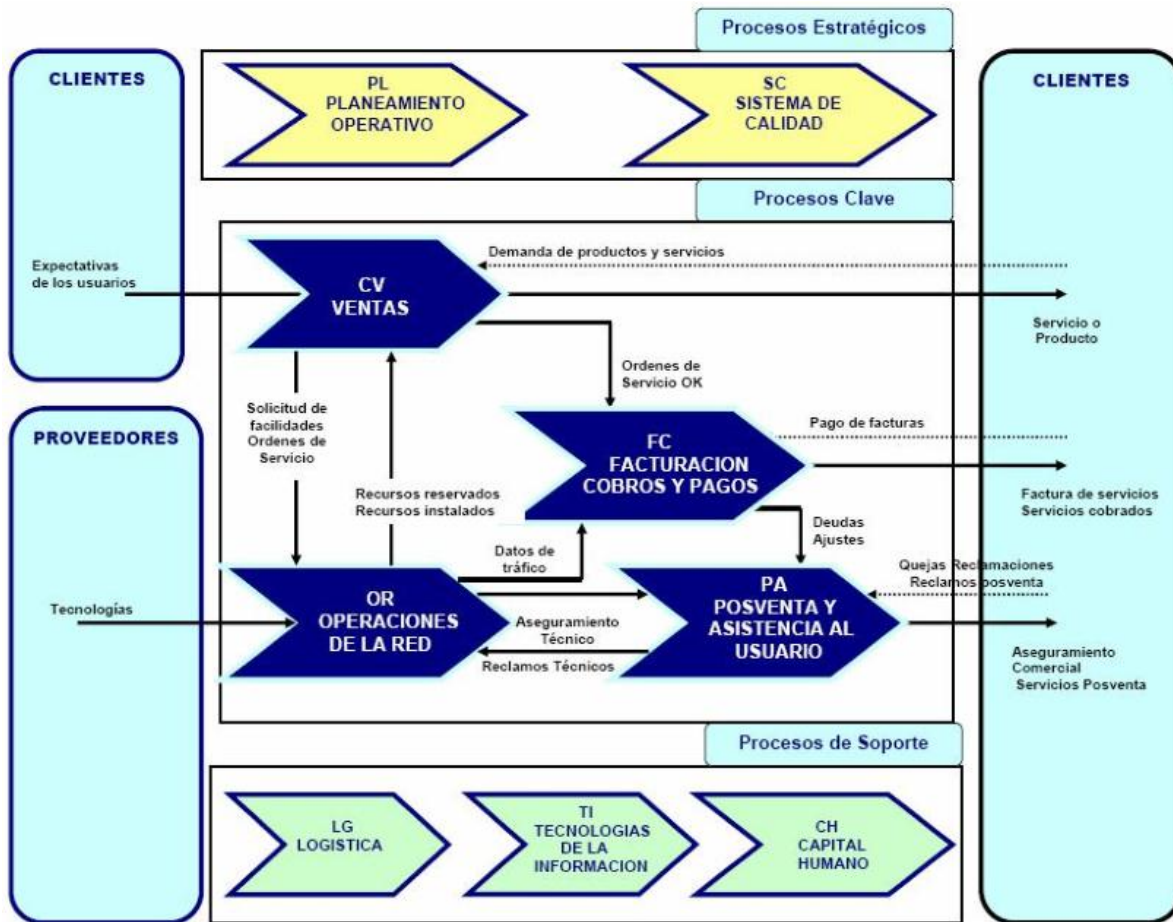 Procesos Estratégicos
CLIENTES
PL
PLANEAMIENTO
OPERATIVO
SC
SISTEMA DE
CALIDAD
CLIENTES
Procesos Clave
Expectativas
de los usuarios
CV
VENTAS
Demanda de productos y servicios
Servicio o
Producto
Ordenes de
Servicio OK
Solicitud de
facilidades
Ordenes de
Servicio
PROVEEDORES
Recursos reservados
Recursos instalados
FC
FACTURACION
COBROS Y PAGOS
Pago de facturas
Factura de servicios
Servicios cobrados
Datos de
tráfico
Deudas
Ajustes
Quejas Reclamaciones
Reclamos posventa
Tecnologías
OR
OPERACIONES
DE LA RED
Aseguramiento
Técnico
Reclamos Técnicos
PA
POSVENTA Y
ASISTENCIA AL
USUARIO
Aseguramiento
Comercial
Servicios Posventa
Procesos de Soporte
LG
LOGISTICA
TI
TECNOLOGIAS
DE LA
INFORMACION
CH
CAPITAL
HUMANO